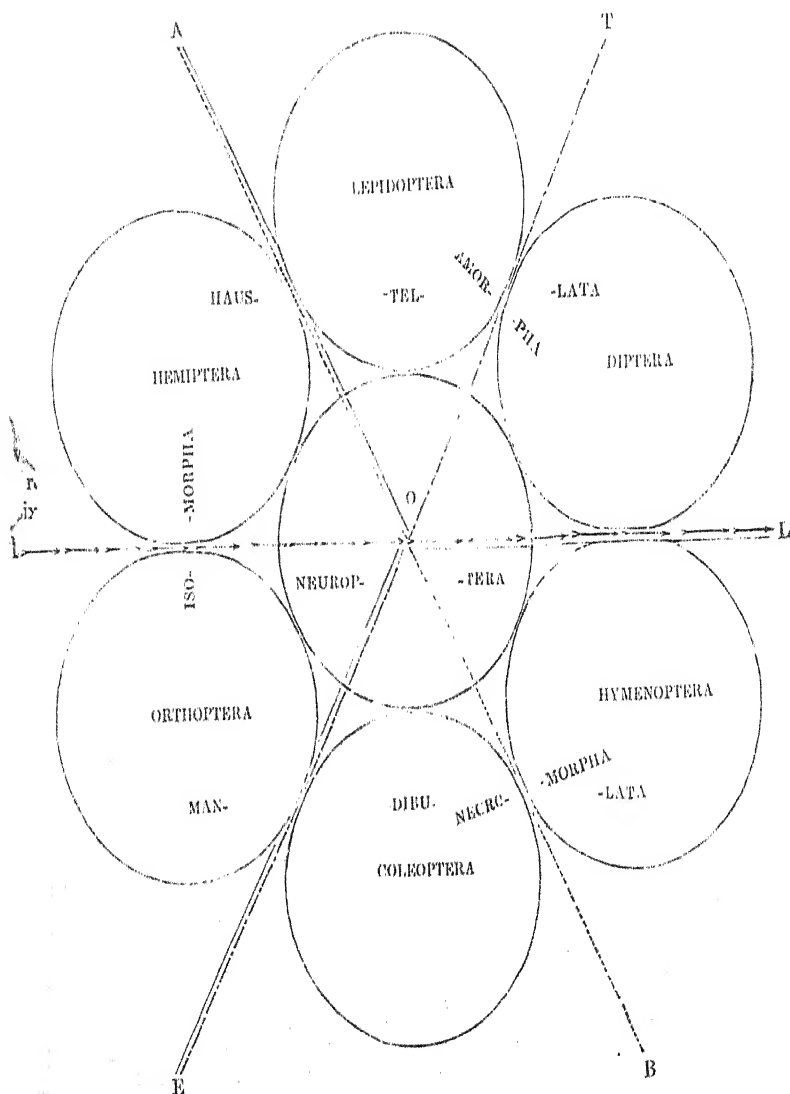 A T
LEPIDOPTERA
AMOR-
HAUS- -TEL- -LATA
-PHA
HEMIPTERA DIPTERA
-MORPHA
O
L
ISO-
NEUROP- -TERA
HYMENOPTERA
ORTHOPTERA
-MORPHA
MAN- -DIBU- NECRO- -LATA
COLEOPTERA
E B